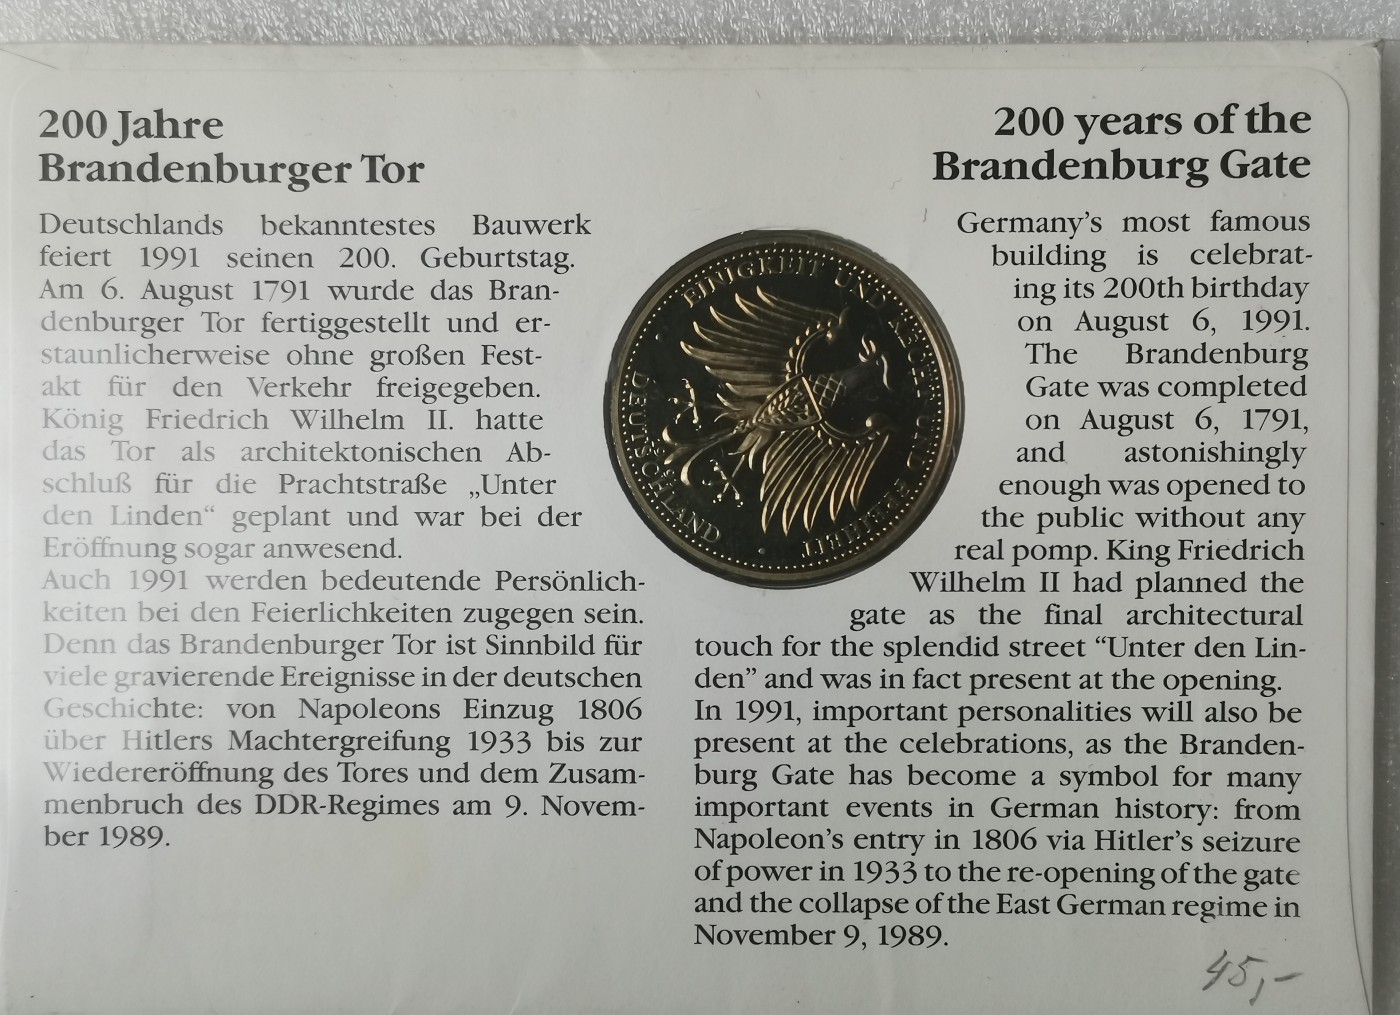 200 Jahre
Brandenburger Tor
Deutschlands bekanntestes Bauwerk
feiert 1991 seinen 200. Geburtstag.
Am 6. August 1791 wurde das Bran-
denburger Tor fertiggestellt und er-
staunlicherweise ohne großen Fest-
akt für den Verkehr freigegeben.
König Friedrich Wilhelm II. hatte
das Tor als architektonischen Ab-
schluß für die Prachtstraße „Unter
den Linden“ geplant und war bei der
Eröffnung sogar anwesend.
Auch 1991 werden bedeutende Persönlich-
keiten bei den Feierlichkeiten zugegen sein.
Denn das Brandenburger Tor ist Sinnbild für
viele gravierende Ereignisse in der deutschen
Geschichte: von Napoleons Einzug 1806
über Hitlers Machtergreifung 1933 bis zur
Wiedereröffnung des Tores und dem Zusam-
menbruch des DDR-Regimes am 9. Novem-
ber 1989.
EINIGKEIT UND RECHT UND FREIHEIT
DEUTSCHLAND
200 years of the
Brandenburg Gate
Germany’s most famous
building is celebrat-
ing its 200th birthday
on August 6, 1991.
The Brandenburg
Gate was completed
on August 6, 1791,
and astonishingly
enough was opened to
the public without any
real pomp. King Friedrich
Wilhelm II had planned the
gate as the final architectural
touch for the splendid street “Unter den Lin-
den” and was in fact present at the opening.
In 1991, important personalities will also be
present at the celebrations, as the Branden-
burg Gate has become a symbol for many
important events in German history: from
Napoleon’s entry in 1806 via Hitler’s seizure
of power in 1933 to the re-opening of the gate
and the collapse of the East German regime in
November 9, 1989.
45,-